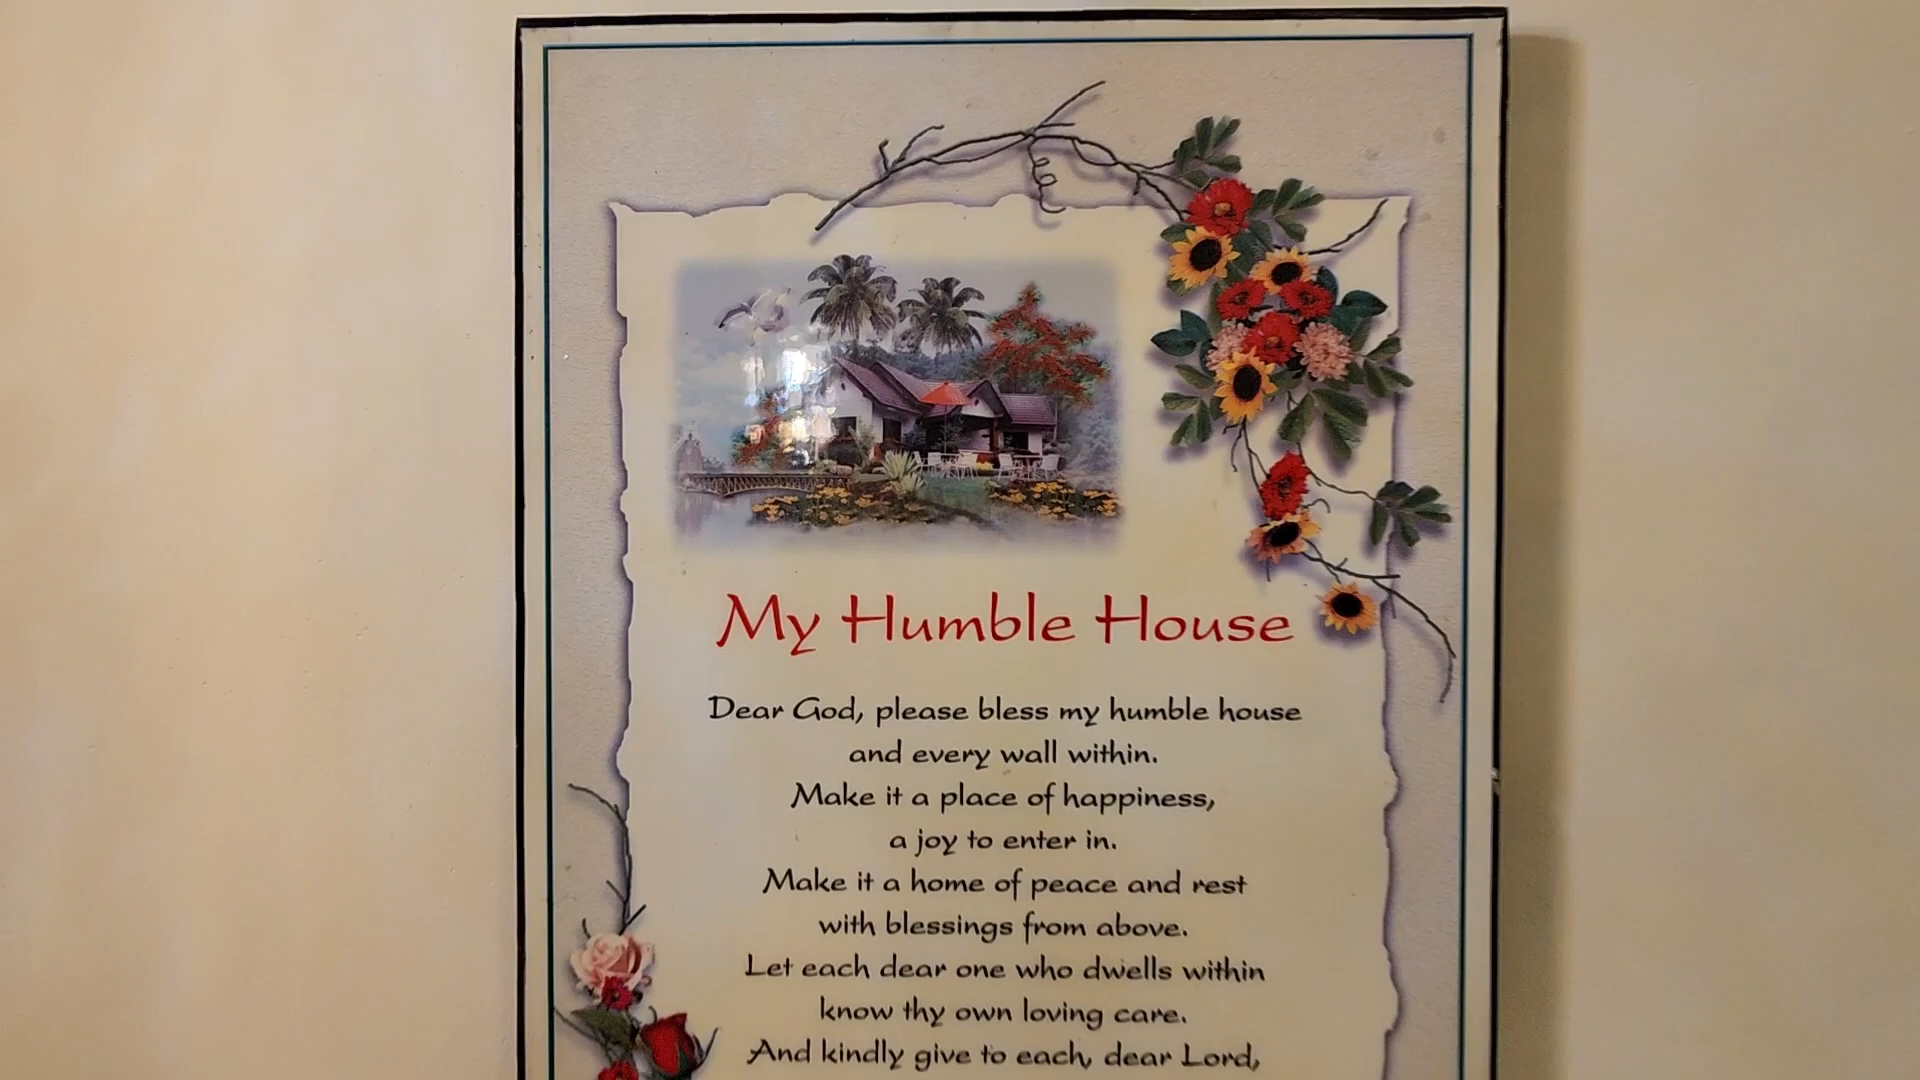 My Humble House
Dear God, please bless my humble house
and every wall within.
Make it a place of happiness,
a joy to enter in.
Make it a home of peace and rest
with blessings from above.
Let each dear one who dwells within
know thy own loving care.
And kindly give to each, dear Lord,